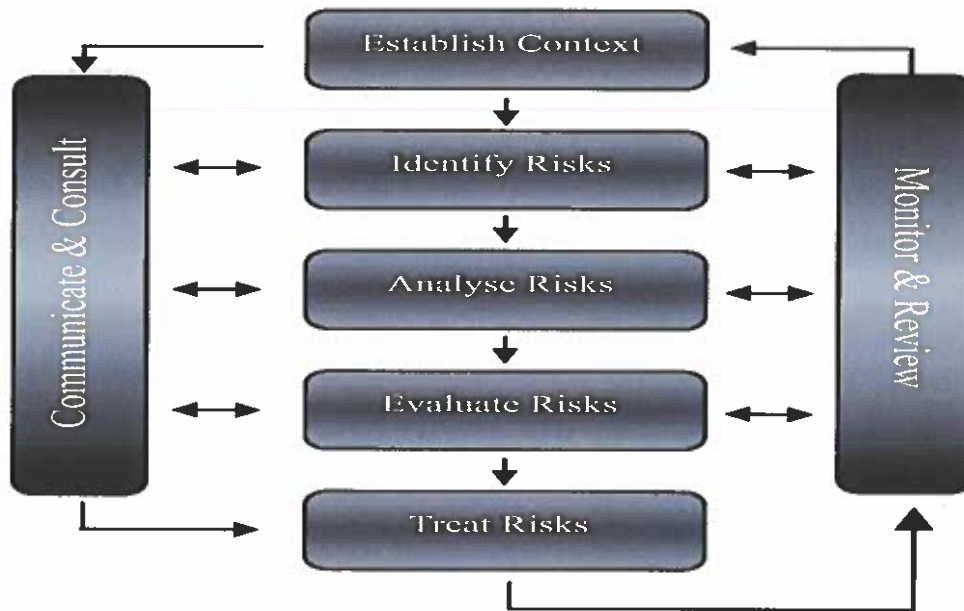 Establish Context
Communicate & Consult
Identify Risks
Monitor & Review
Analyse Risks
Evaluate Risks
Treat Risks